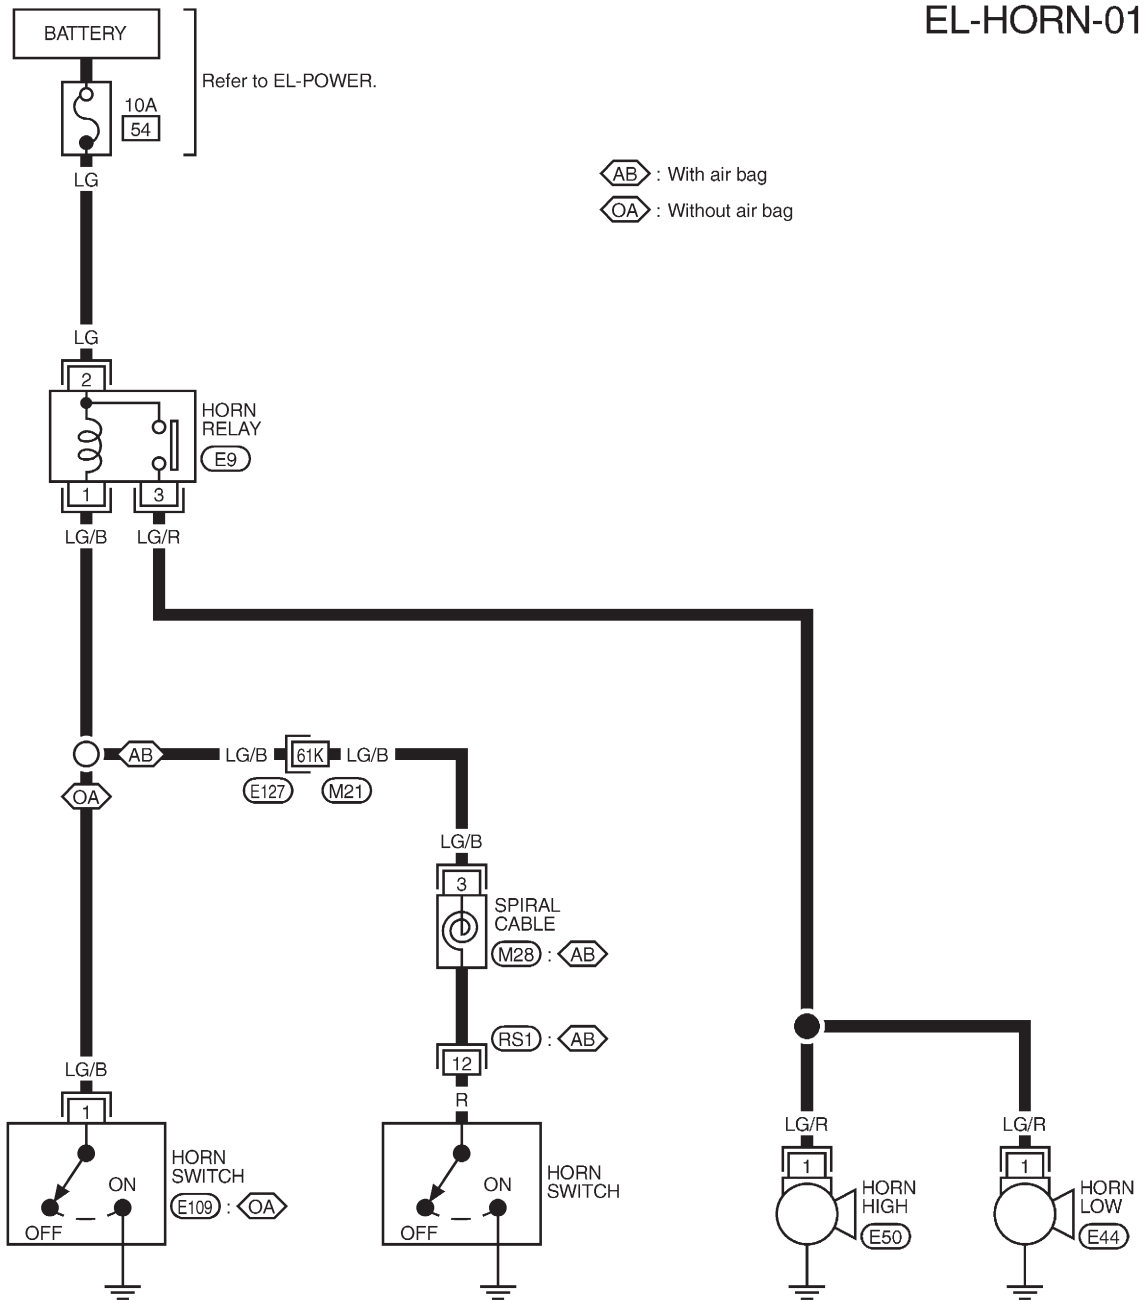 EL-HORN-01
BATTERY
Refer to EL-POWER.
10A
54
LG
AB : With air bag
OA : Without air bag
LG
2
HORN
RELAY
E9
1 3
LG/B LG/R
AB LG/B 61K LG/B
E127 M21
OA
LG/B
3
SPIRAL
CABLE
M28 : AB
RS1 : AB
12
LG/B
R
1
HORN
SWITCH
E109 : OA
ON
OFF
HORN
SWITCH
ON
OFF
LG/R LG/R
1 1
HORN
HIGH
E50
HORN
LOW
E44